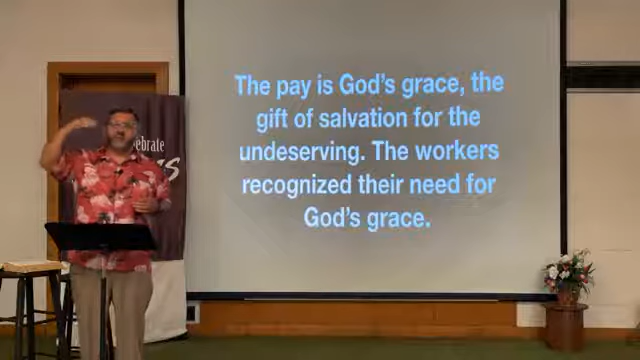 The pay is God's grace, the
gift of salvation for the
undeserving. The workers
recognized their need for
God's grace.